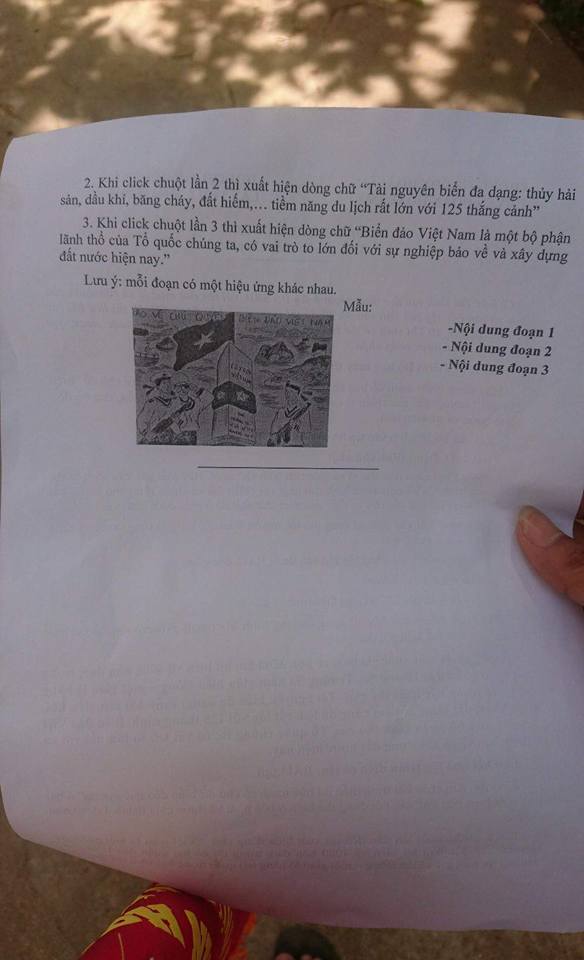 2. Khi click chuột lần 2 thì xuất hiện dòng chữ “Tài nguyên biển đa dạng: thủy hải
sản, dầu khí, băng cháy, đất hiếm,… tiềm năng du lịch rất lớn với 125 thắng cảnh”
3. Khi click chuột lần 3 thì xuất hiện dòng chữ “Biển đảo Việt Nam là một bộ phận
lãnh thổ của Tổ quốc chúng ta, có vai trò to lớn đối với sự nghiệp bảo về và xây dựng
đất nước hiện nay.”
Lưu ý: mỗi đoạn có một hiệu ứng khác nhau.
Mẫu:
BẢO VỆ CHỦ QUYỀN BIỂN ĐẢO VIỆT NAM
-Nội dung đoạn 1
- Nội dung đoạn 2
- Nội dung đoạn 3